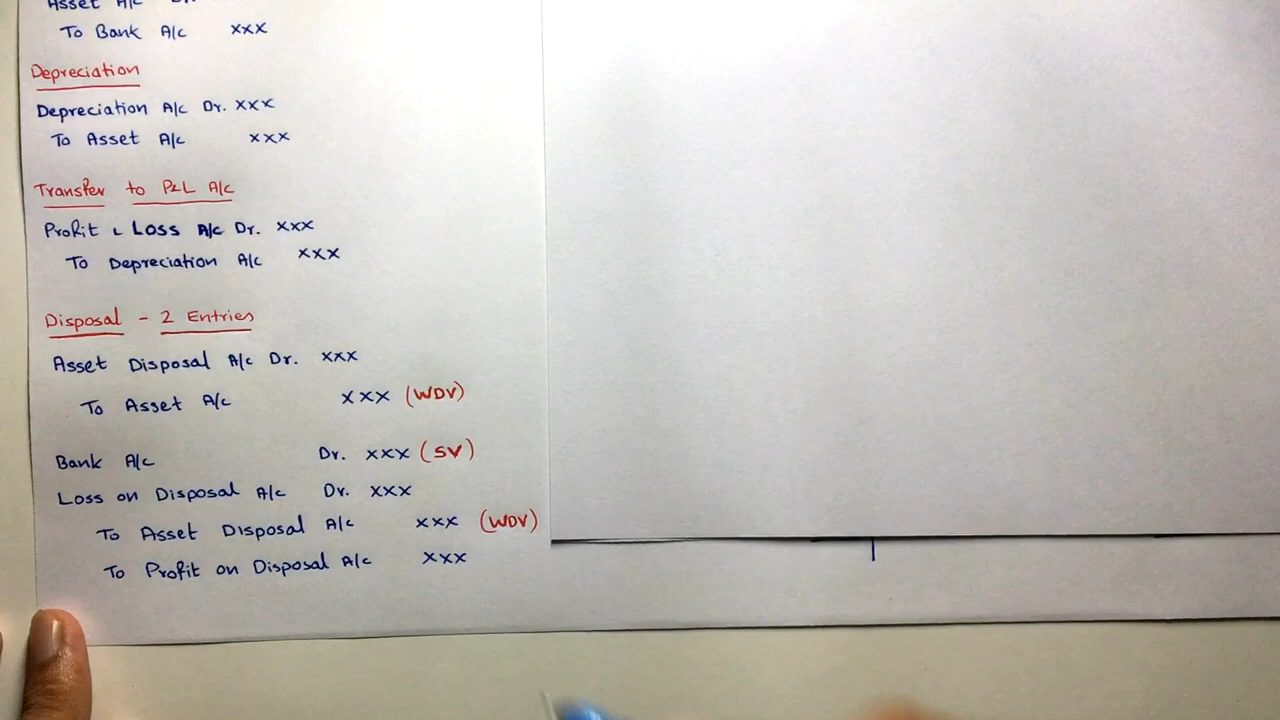 Asset A/c Dr.
To Bank A/c xxx
Depreciation
Depreciation A/c Dr. xxx
To Asset A/c xxx
Transfer to P&L A/c
Profit & Loss A/c Dr. xxx
To Depreciation A/c xxx
Disposal - 2 Entries
Asset Disposal A/c Dr. xxx
To Asset A/c xxx (WDV)
Bank A/c Dr. xxx (SV)
Loss on Disposal A/c Dr. xxx
To Asset Disposal A/c xxx (WDV)
To Profit on Disposal A/c xxx